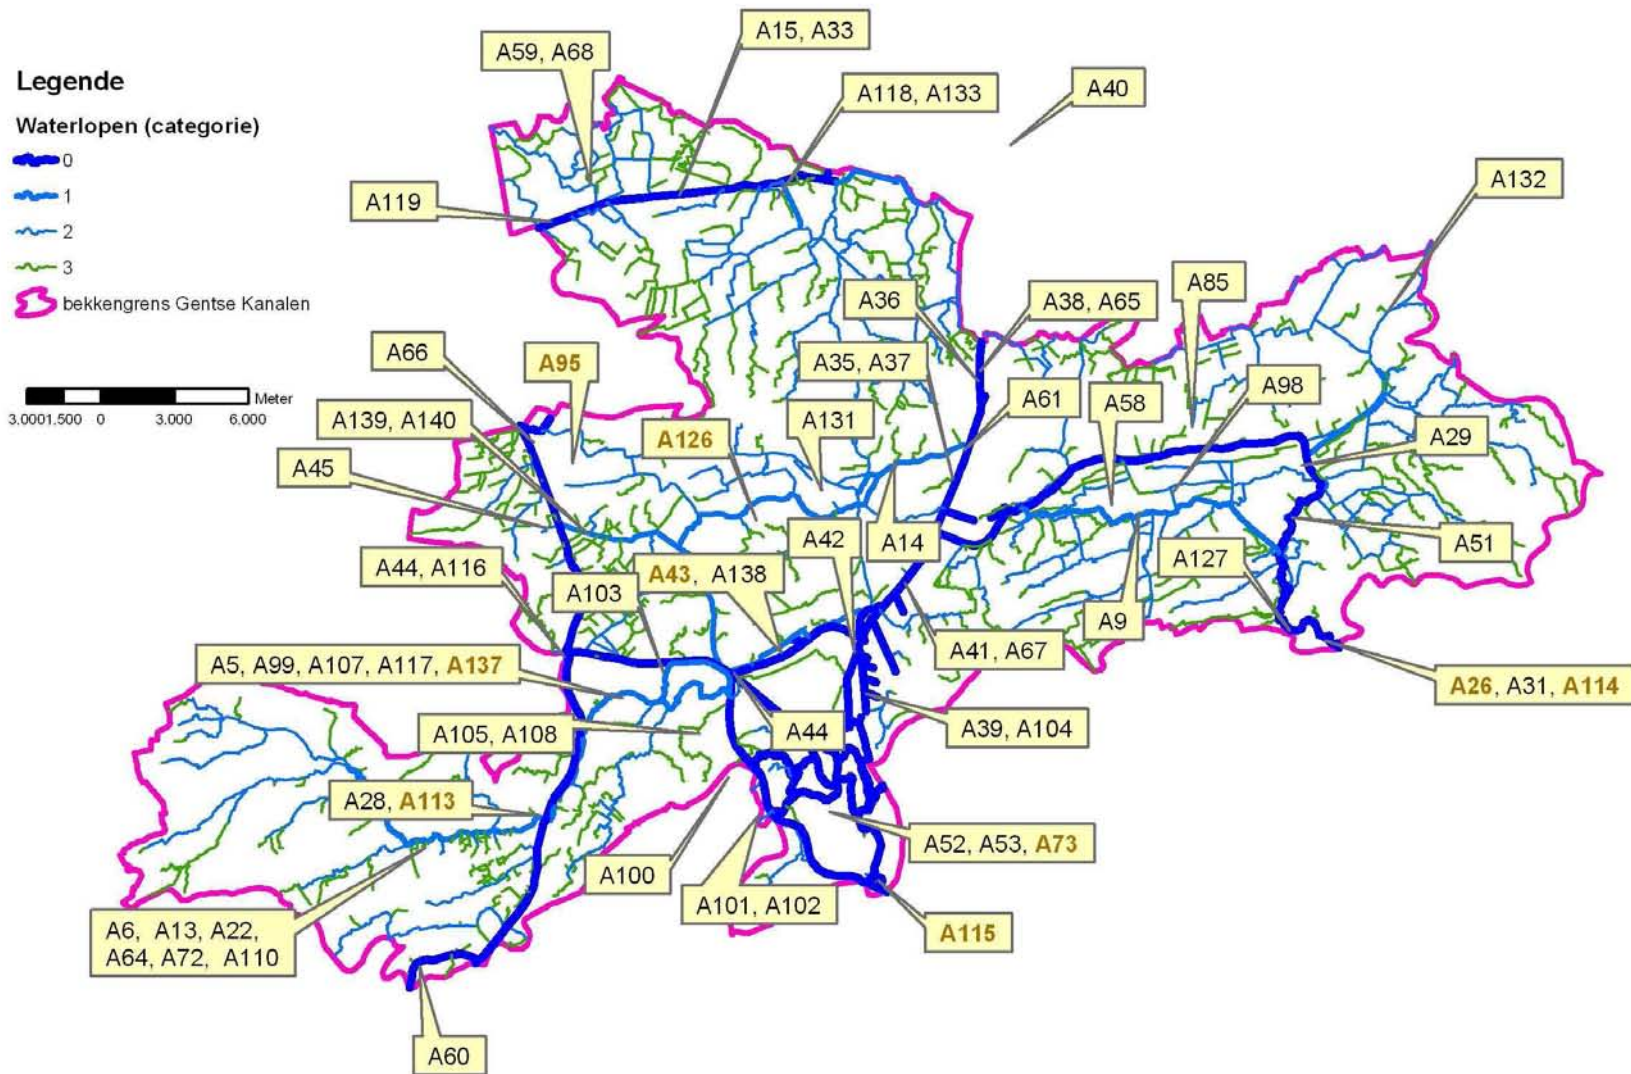 Legende
Waterlopen (categorie)
0
1
2
3
bekkengrens Gentse Kanalen
Meter
3.0001.500 0 3.000 6.000
A15, A33
A59, A68
A118, A133
A40
A132
A119
A85
A36
A38, A65
A66
A95
A35, A37
A61
A58
A98
A139, A140
A126
A131
A29
A45
A42
A14
A51
A44, A116
A103
A43, A138
A127
A9
A5, A99, A107, A117, A137
A41, A67
A26, A31, A114
A105, A108
A44
A39, A104
A28, A113
A52, A53, A73
A100
A101, A102
A6, A13, A22,
A64, A72, A110
A115
A60